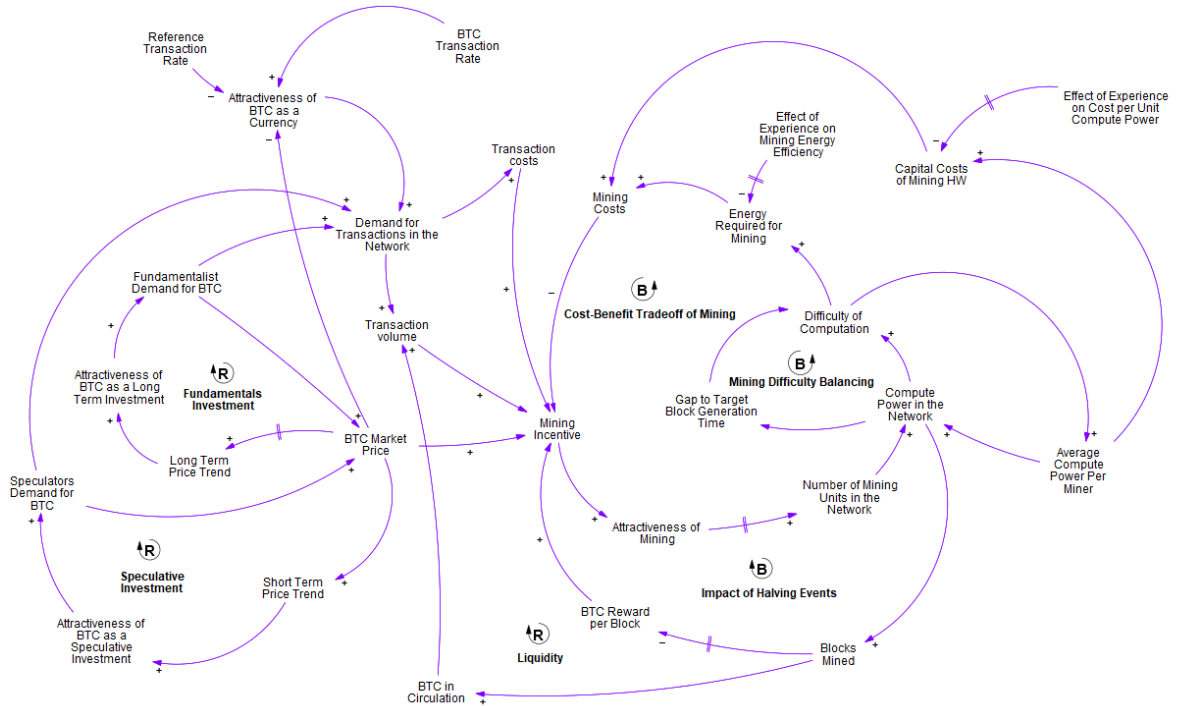 Reference
Transaction
Rate
BTC
Transaction
Rate
Attractiveness of
BTC as a
Currency
Effect of Experience
on Cost per Unit
Compute Power
Effect of
Experience on
Mining Energy
Efficiency
Transaction
costs
Capital Costs
of Mining HW
Mining
Costs
Energy
Required for
Mining
Demand for
Transactions in the
Network
Fundamentalist
Demand for BTC
B
Cost-Benefit Tradeoff of Mining
Difficulty of
Computation
Transaction
volume
R
Fundamentals
Investment
Attractiveness of
BTC as a Long
Term Investment
B
Mining Difficulty Balancing
Gap to Target
Block Generation
Time
Compute
Power in the
Network
Mining
Incentive
BTC Market
Price
Long Term
Price Trend
Average
Compute
Power Per
Miner
Speculators
Demand for
BTC
Number of Mining
Units in the
Network
Attractiveness of
Mining
R
Speculative
Investment
B
Impact of Halving Events
Short Term
Price Trend
BTC Reward
per Block
Attractiveness of
BTC as a
Speculative
Investment
R
Liquidity
Blocks
Mined
BTC in
Circulation